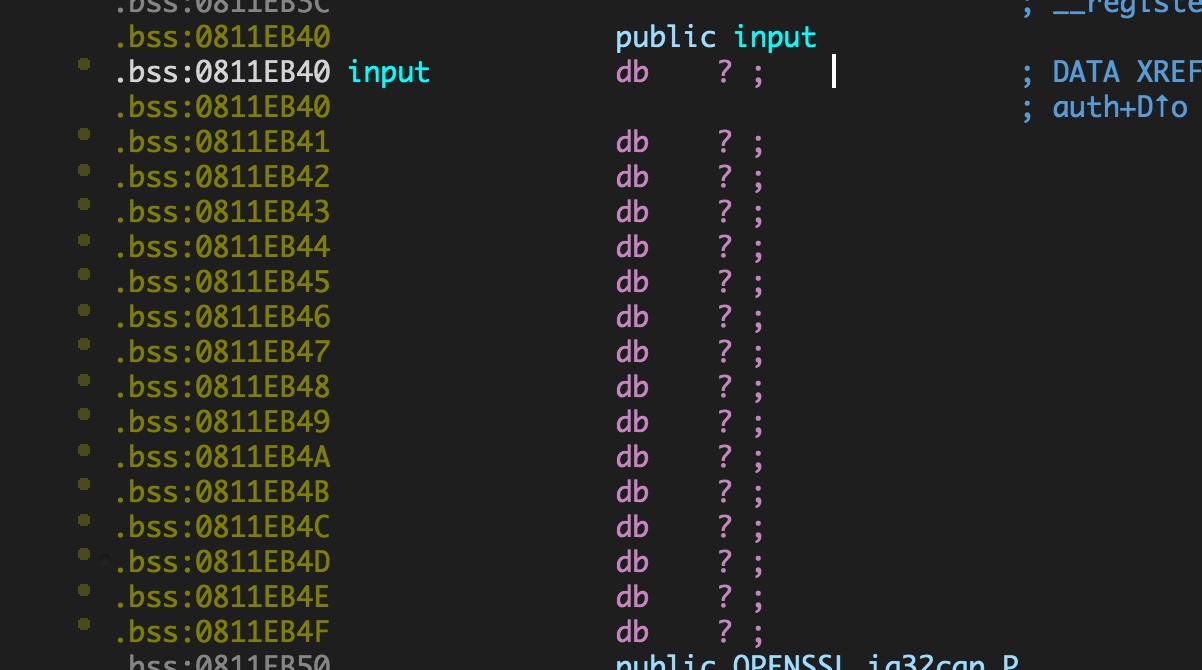 .bss:0811EB3C ; __registe
.bss:0811EB40 public input
.bss:0811EB40 input db ? ; ; DATA XREF
.bss:0811EB40 ; auth+D↑o
.bss:0811EB41 db ? ;
.bss:0811EB42 db ? ;
.bss:0811EB43 db ? ;
.bss:0811EB44 db ? ;
.bss:0811EB45 db ? ;
.bss:0811EB46 db ? ;
.bss:0811EB47 db ? ;
.bss:0811EB48 db ? ;
.bss:0811EB49 db ? ;
.bss:0811EB4A db ? ;
.bss:0811EB4B db ? ;
.bss:0811EB4C db ? ;
.bss:0811EB4D db ? ;
.bss:0811EB4E db ? ;
.bss:0811EB4F db ? ;
.bss:0811EB50 public OPENSSL_ia32cap_P